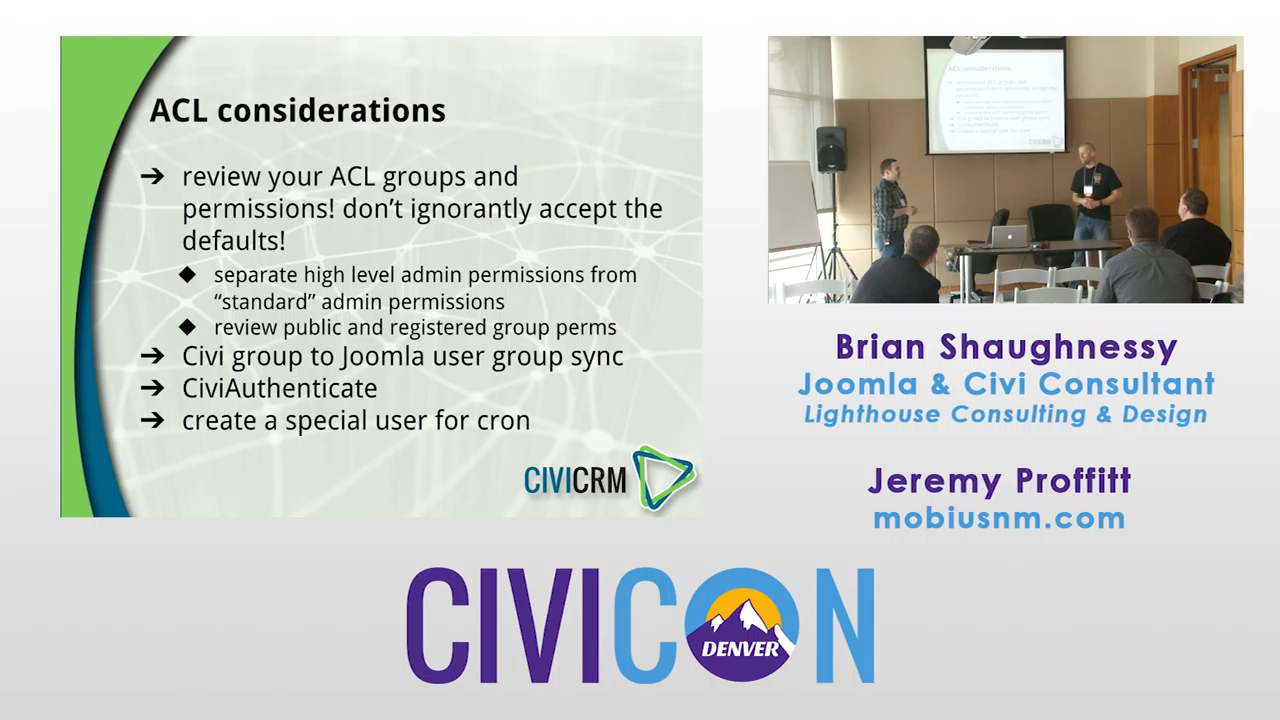 ACL considerations
➔ review your ACL groups and
permissions! don't ignorantly accept the
defaults!
◆ separate high level admin permissions from
“standard” admin permissions
◆ review public and registered group perms
➔ Civi group to Joomla user group sync
➔ CiviAuthenticate
➔ create a special user for cron
CIVICRM
ACL considerations
Brian Shaughnessy
Joomla & Civi Consultant
Lighthouse Consulting & Design
Jeremy Proffitt
mobiusnm.com
CIVICON
DENVER